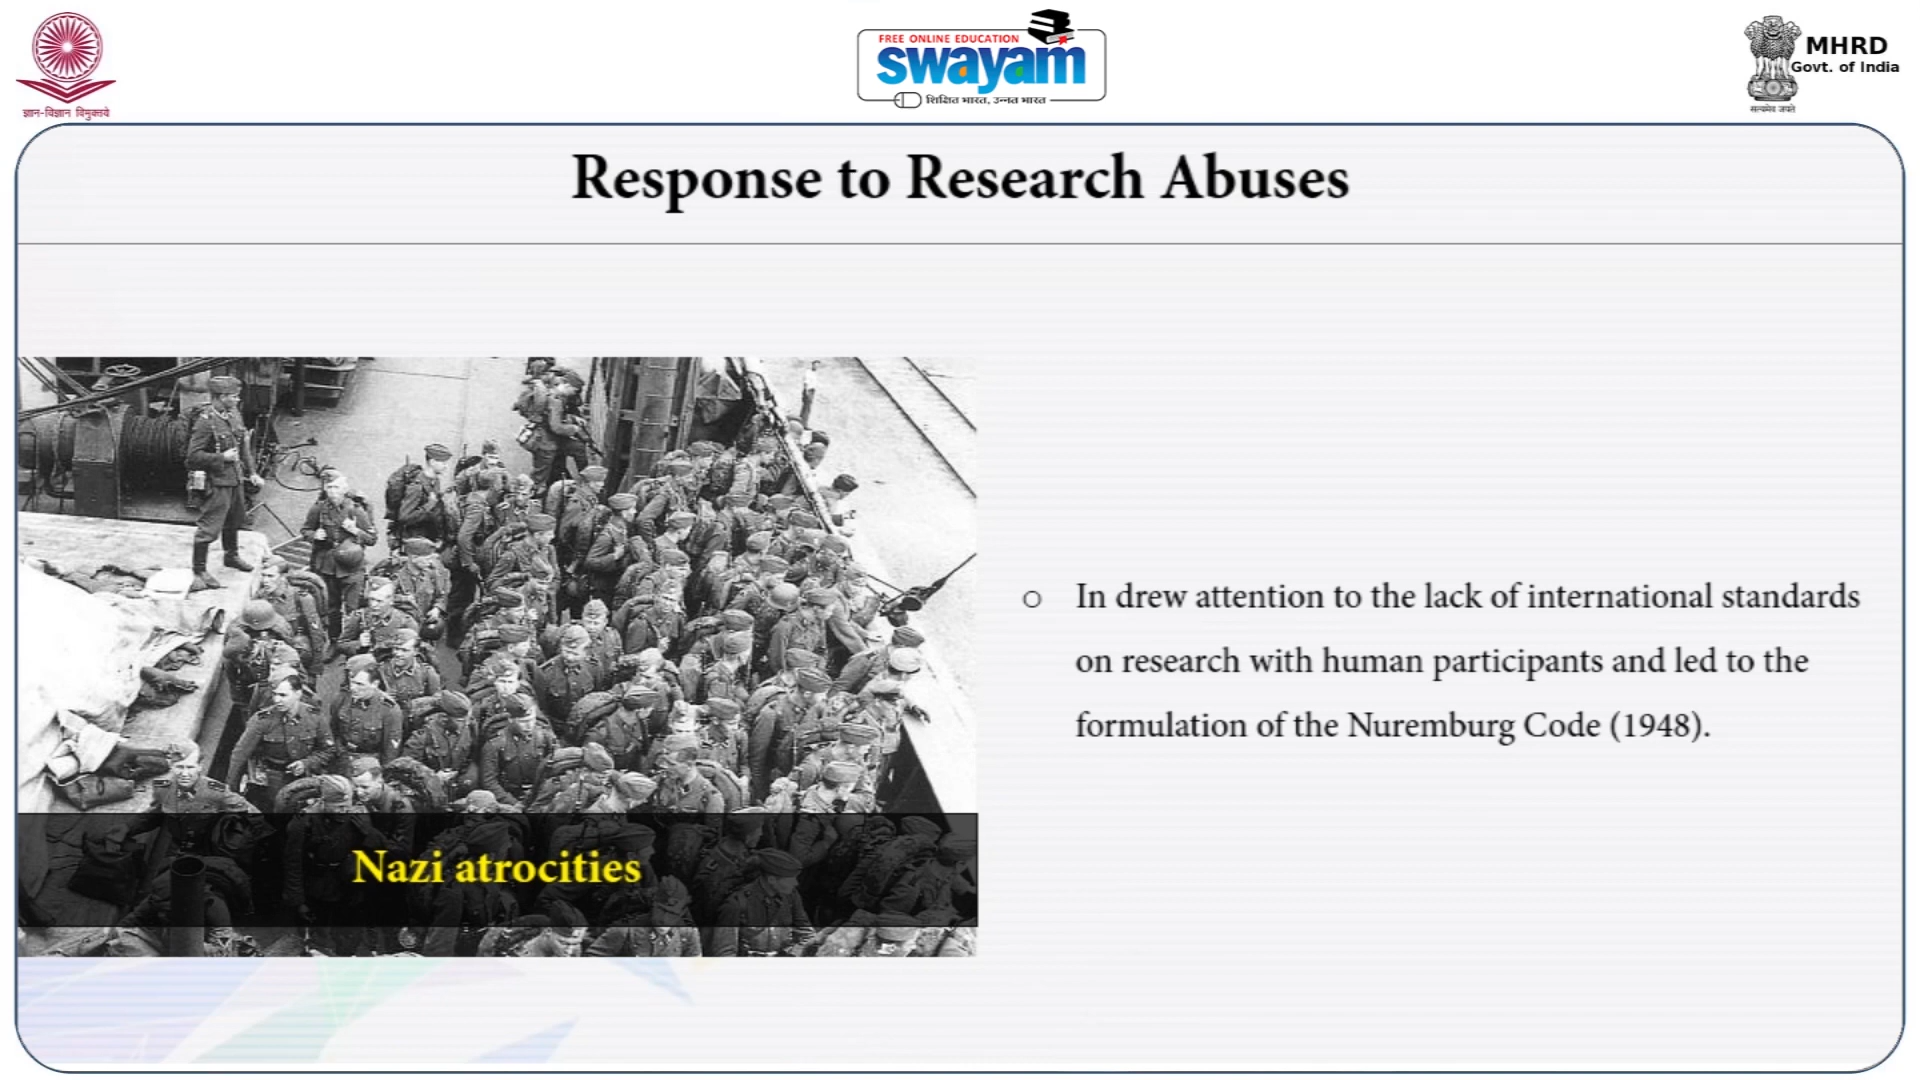 ज्ञान-विज्ञान विमुक्तये
FREE ONLINE EDUCATION
swayam
शिक्षित भारत, उन्नत भारत
MHRD
Govt. of India
सत्यमेव जयते
Response to Research Abuses
Nazi atrocities
In drew attention to the lack of international standards
on research with human participants and led to the
formulation of the Nuremburg Code (1948).